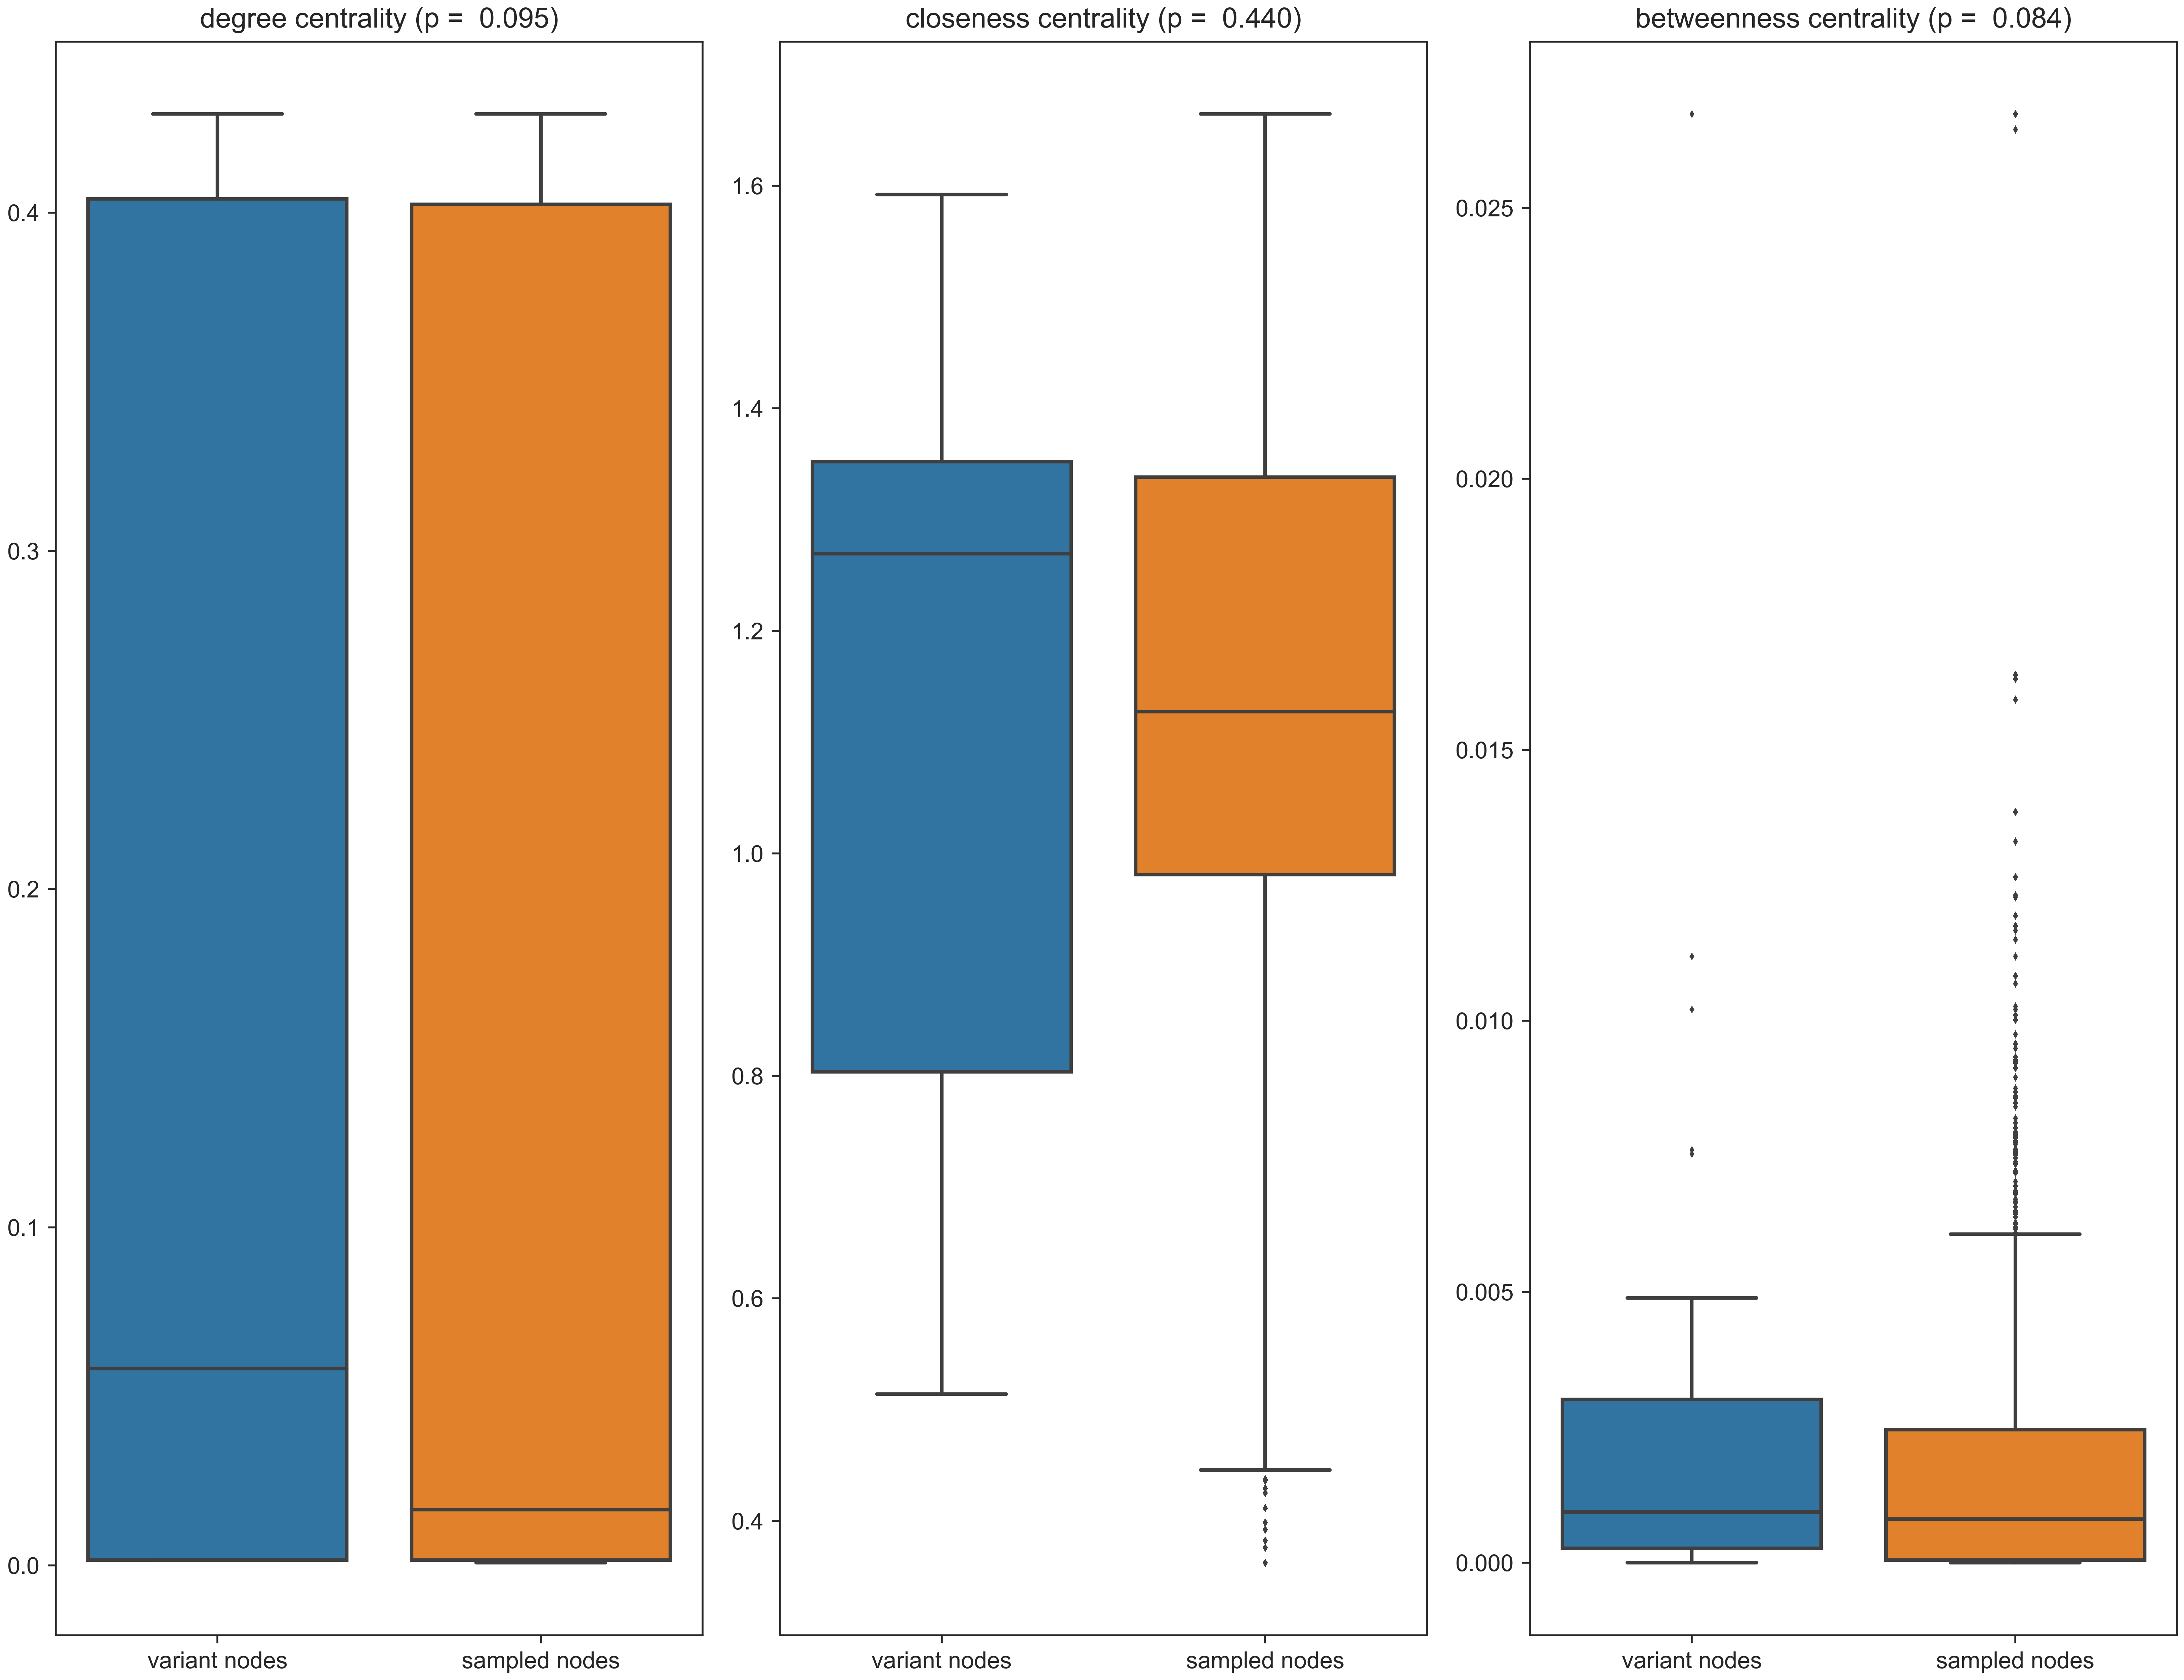 degree centrality (p =  0.095)
0.4
0.3
0.2
0.1
0.0
variant nodes
sampled nodes
closeness centrality (p =  0.440)
1.6
1.4
1.2
1.0
0.8
0.6
0.4
variant nodes
sampled nodes
betweenness centrality (p =  0.084)
0.025
0.020
0.015
0.010
0.005
0.000
variant nodes
sampled nodes